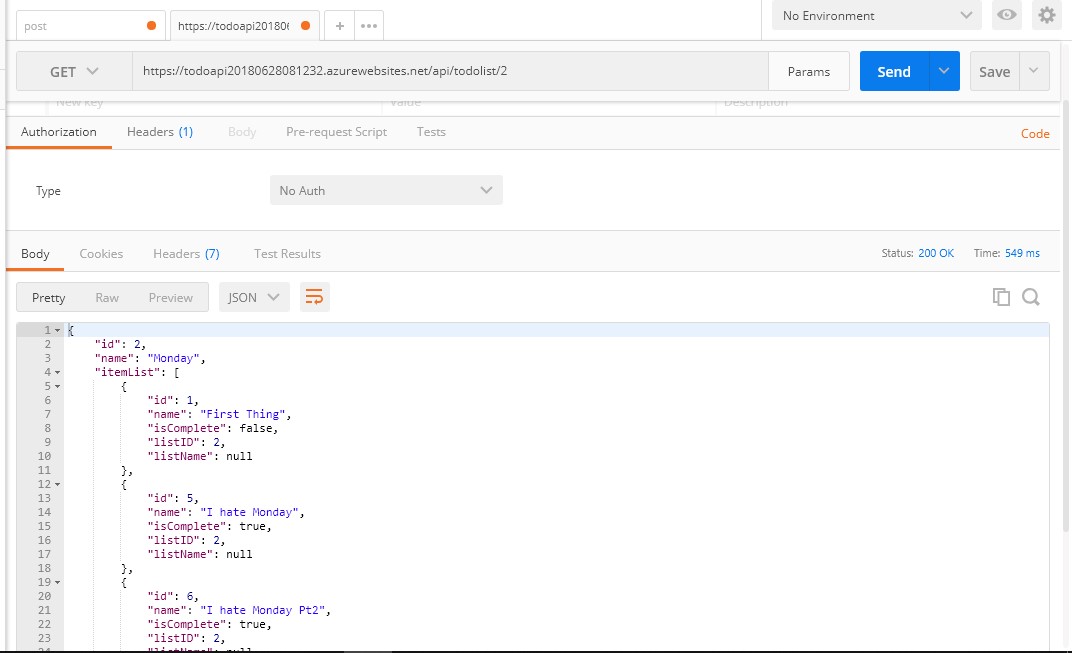 post
https://todoapi201806
+
•••
No Environment
GET
https://todoapi20180628081232.azurewebsites.net/api/todolist/2
Params
Send
Save
New key
Value
Description
Authorization
Headers (1)
Body
Pre-request Script
Tests
Code
Type
No Auth
Body
Cookies
Headers (7)
Test Results
Status: 200 OK
Time: 549 ms
Pretty
Raw
Preview
JSON
1 {
2 "id": 2,
3 "name": "Monday",
4 "itemList": [
5 {
6 "id": 1,
7 "name": "First Thing",
8 "isComplete": false,
9 "listID": 2,
10 "listName": null
11 },
12 {
13 "id": 5,
14 "name": "I hate Monday",
15 "isComplete": true,
16 "listID": 2,
17 "listName": null
18 },
19 {
20 "id": 6,
21 "name": "I hate Monday Pt2",
22 "isComplete": true,
23 "listID": 2,
24 "listName": null